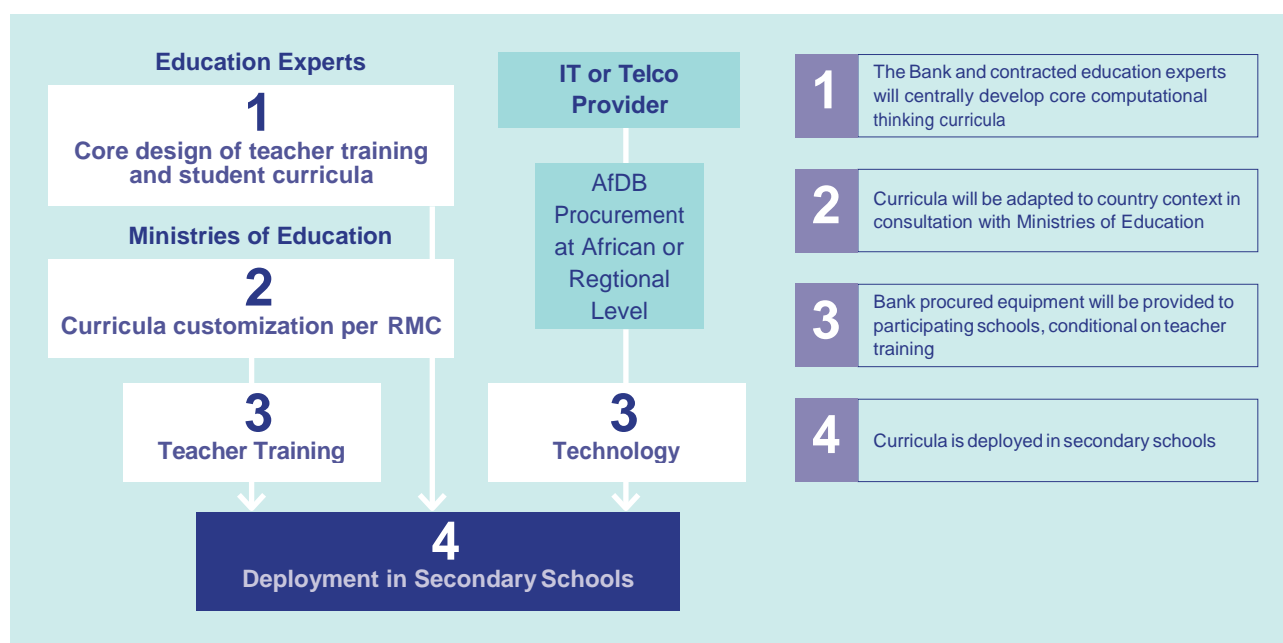 Education Experts
1
Core design of teacher training
and student curricula
Ministries of Education
2
Curricula customization per RMC
3
Teacher Training
IT or Telco
Provider
AfDB
Procurement
at African or
Regtional
Level
3
Technology
4
Deployment in Secondary Schools
1
The Bank and contracted education experts
will centrally develop core computational
thinking curricula
2
Curricula will be adapted to country context in
consultation with Ministries of Education
3
Bank procured equipment will be provided to
participating schools, conditional on teacher
training
4
Curricula is deployed in secondary schools